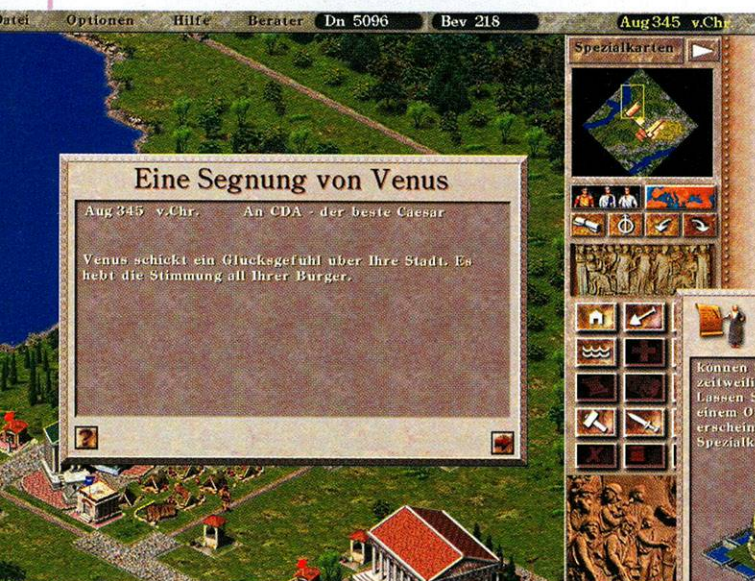 Datei Optionen Hilfe Berater Dn 5096 Bev 218 Aug 345 v.Chr.
Spezialkarten
Eine Segnung von Venus
Aug 345 v.Chr. An CDA - der beste Caesar
Venus schickt ein Glucksgefuhl uber Ihre Stadt. Es
hebt die Stimmung all Ihrer Burger.
?
konnen
zeitweili
Lassen S
einem O
erschein
Spezialk